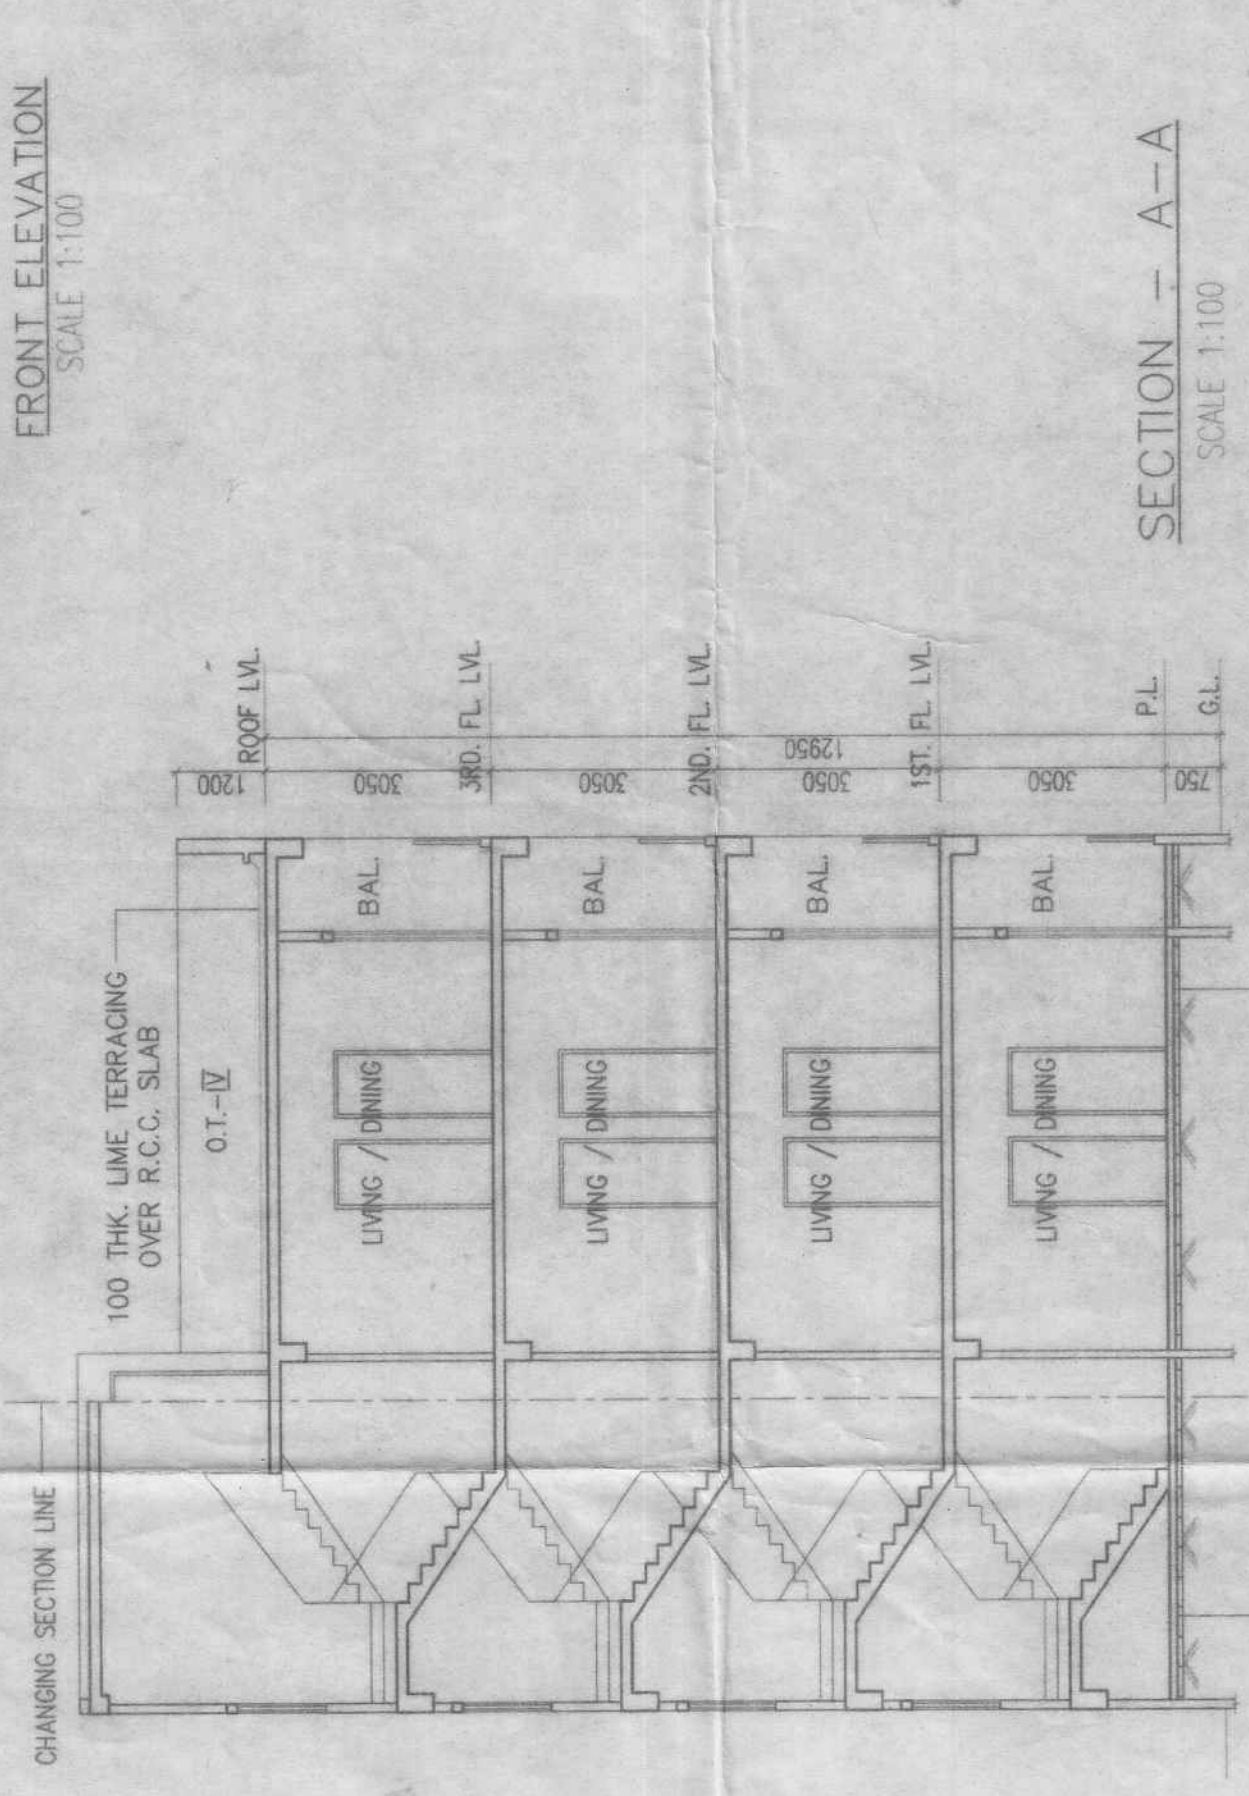 FRONT ELEVATION
SCALE 1:100
CHANGING SECTION LINE
100 THK. LIME TERRACING
OVER R.C.C. SLAB
O.T.-IV
1200
ROOF LVL.
LIVING / DINING
BAL.
3050
3RD. FL. LVL.
LIVING / DINING
BAL.
3050
2ND. FL. LVL.
LIVING / DINING
BAL.
3050
12950
1ST. FL. LVL.
LIVING / DINING
BAL.
3050
P.L.
750
G.L.
SECTION - A-A
SCALE 1:100